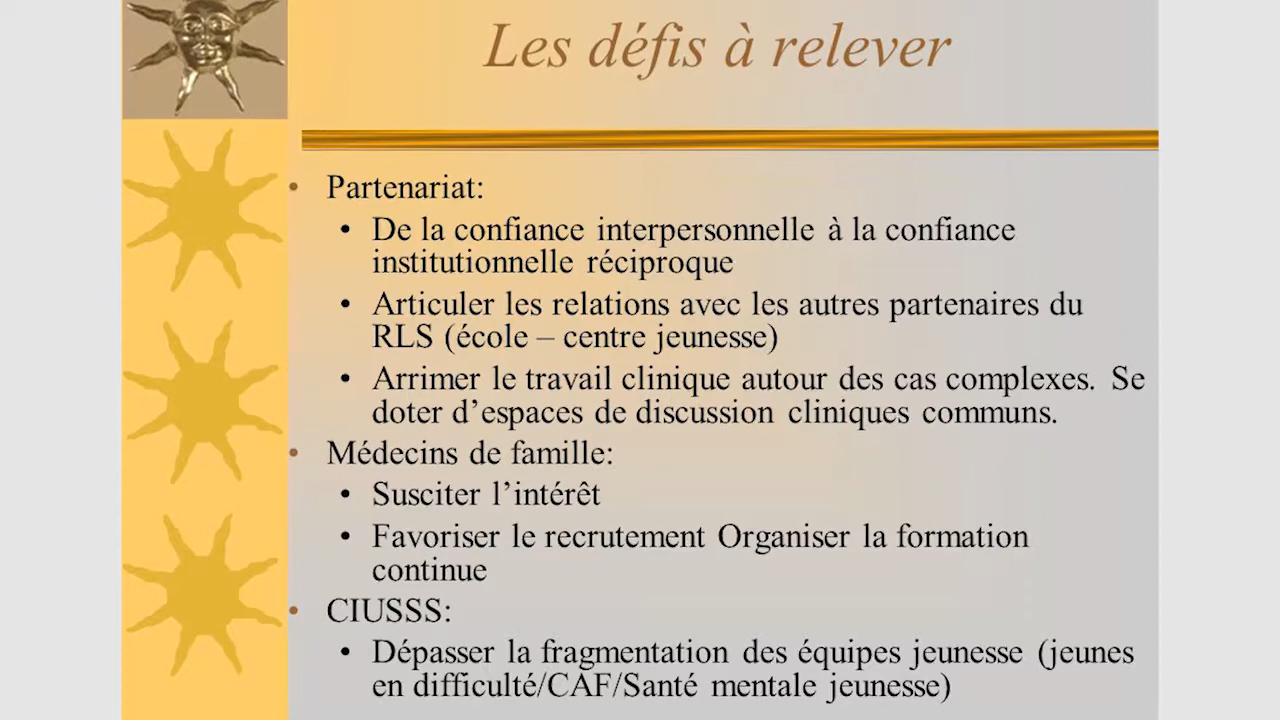 Les défis à relever
• Partenariat:
• De la confiance interpersonnelle à la confiance
institutionnelle réciproque
• Articuler les relations avec les autres partenaires du
RLS (école – centre jeunesse)
• Arrimer le travail clinique autour des cas complexes. Se
doter d’espaces de discussion cliniques communs.
• Médecins de famille:
• Susciter l’intérêt
• Favoriser le recrutement Organiser la formation
continue
• CIUSSS:
• Dépasser la fragmentation des équipes jeunesse (jeunes
en difficulté/CAF/Santé mentale jeunesse)